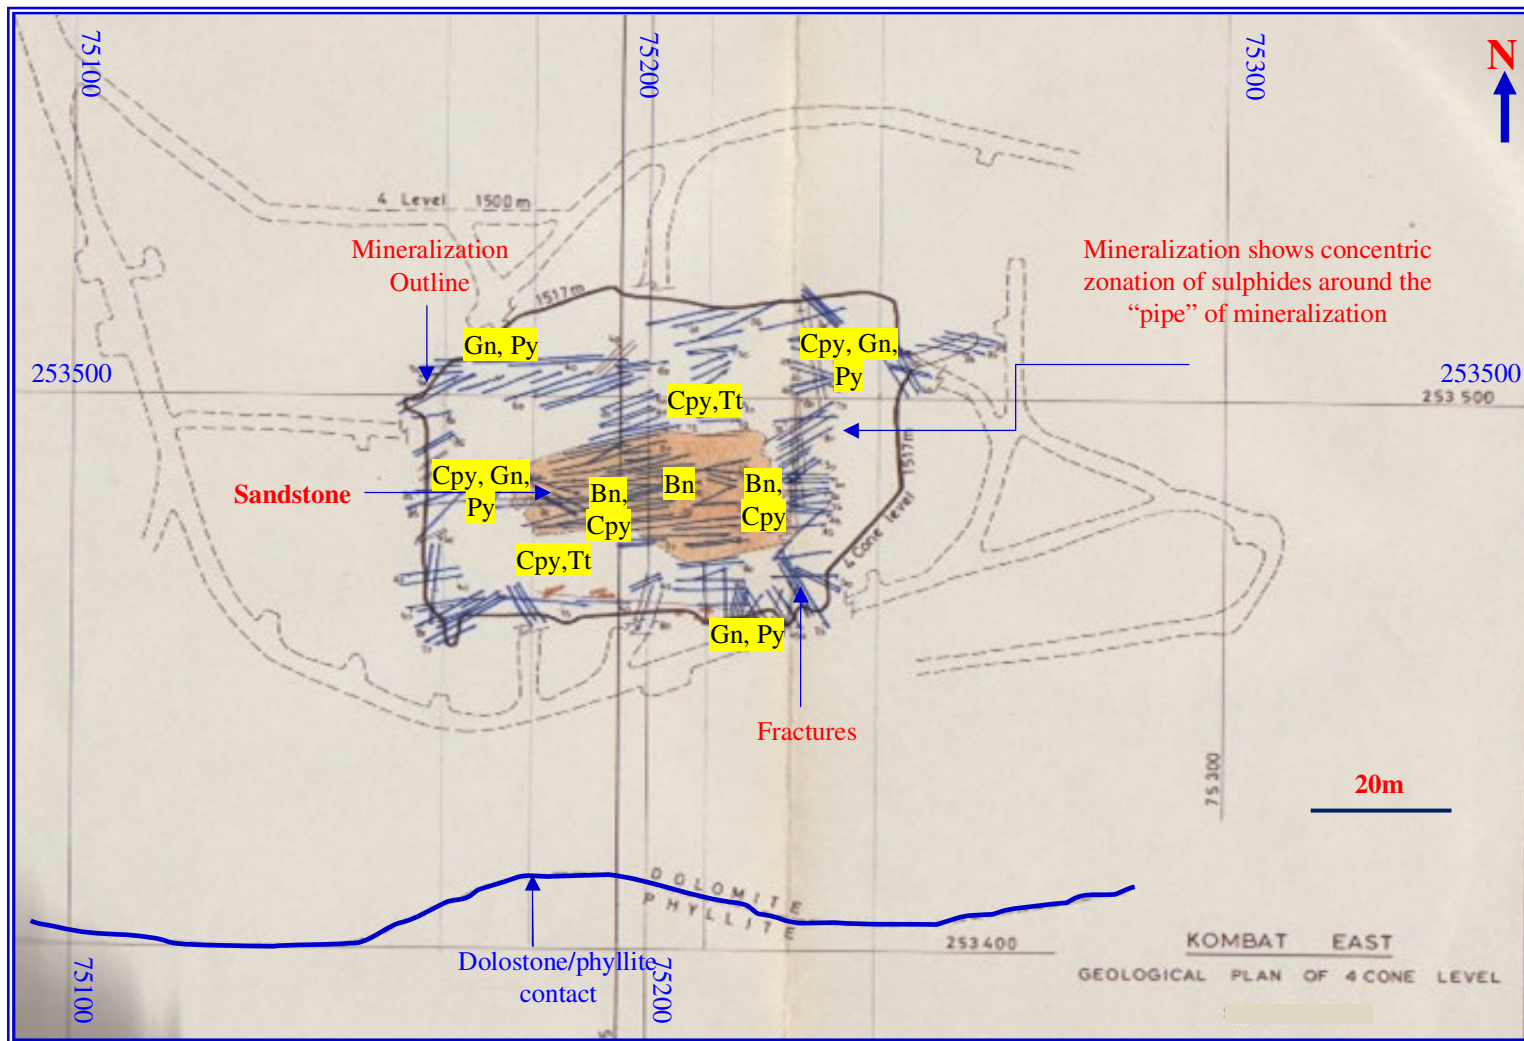 75100
75200
75300
N
4 Level 1500m
Mineralization
Outline
Mineralization shows concentric
zonation of sulphides around the
“pipe” of mineralization
1517m
Gn, Py
Cpy, Gn,
Py
253500
253500
253 500
Cpy,Tt
1517m
Cpy, Gn,
Py
Sandstone
Bn,
Cpy
Bn
Bn,
Cpy
Cpy,Tt
4 Cone level
Gn, Py
Fractures
75 300
20m
DOLOMITE
PHYLLITE
253400
KOMBAT EAST
GEOLOGICAL PLAN OF 4 CONE LEVEL
Dolostone/phyllite
contact
75100
75200